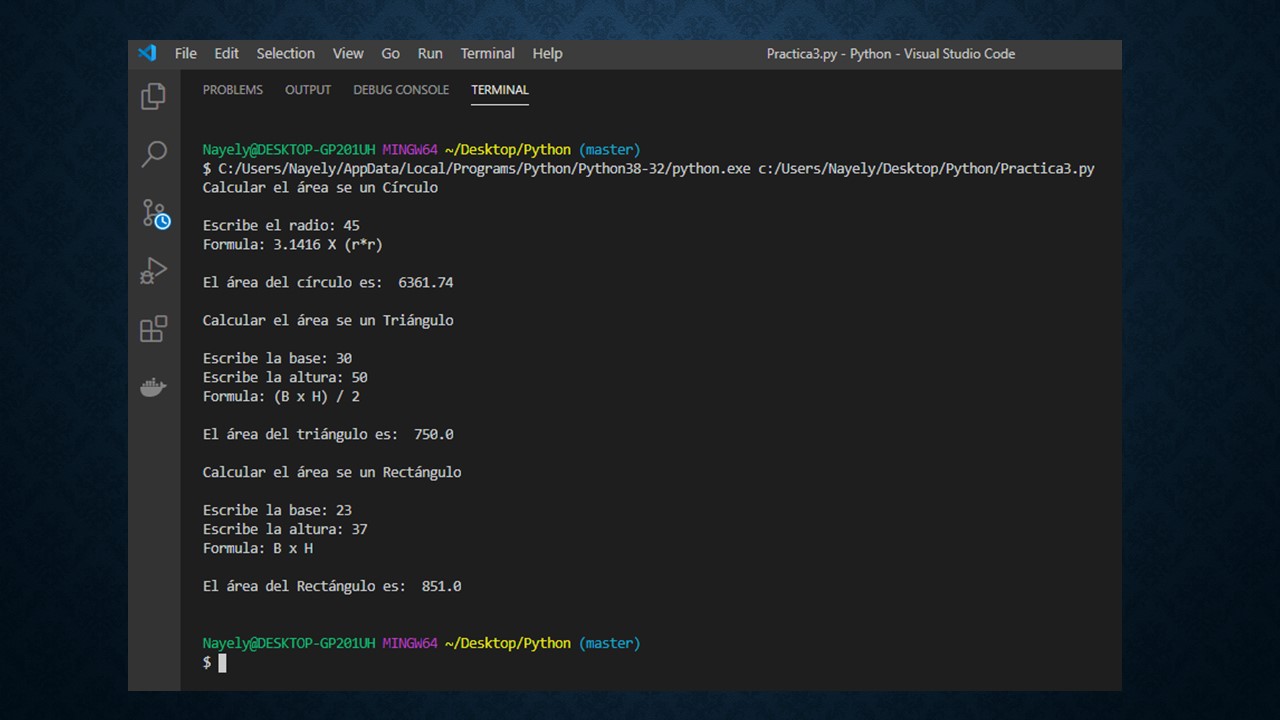 File Edit Selection View Go Run Terminal Help Practica3.py - Python - Visual Studio Code
PROBLEMS OUTPUT DEBUG CONSOLE TERMINAL
Nayely@DESKTOP-GP201UH MINGW64 ~/Desktop/Python (master)
$ C:/Users/Nayely/AppData/Local/Programs/Python/Python38-32/python.exe c:/Users/Nayely/Desktop/Python/Practica3.py
Calcular el área se un Círculo
Escribe el radio: 45
Formula: 3.1416 X (r*r)
El área del círculo es:  6361.74
Calcular el área se un Triángulo
Escribe la base: 30
Escribe la altura: 50
Formula: (B x H) / 2
El área del triángulo es:  750.0
Calcular el área se un Rectángulo
Escribe la base: 23
Escribe la altura: 37
Formula: B x H
El área del Rectángulo es:  851.0
Nayely@DESKTOP-GP201UH MINGW64 ~/Desktop/Python (master)
$